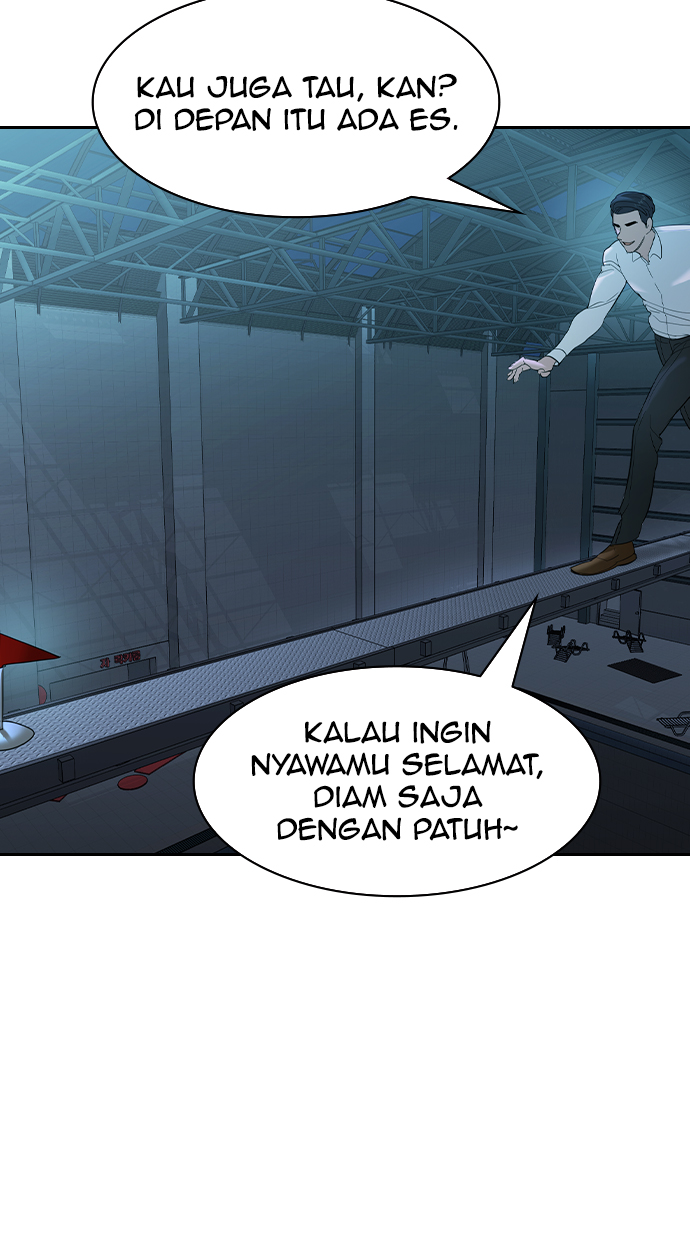 KAU JUGA TAU, KAN?
DI DEPAN ITU ADA ES.
KALAU INGIN
NYAWAMU SELAMAT,
DIAM SAJA
DENGAN PATUH~